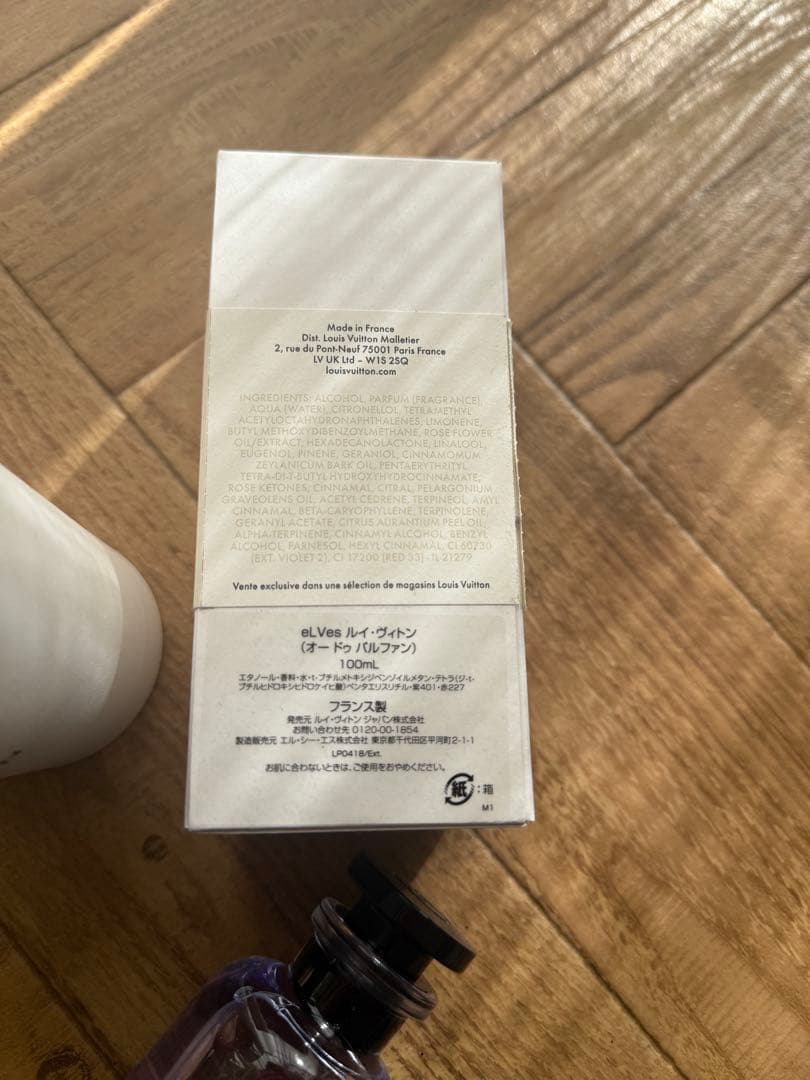 Made in France
Dist. Louis Vuitton Malletier
2, rue du Pont-Neuf 75001 Paris France
LV UK Ltd – W1S 2SQ
louisvuitton.com
INGREDIENTS: ALCOHOL, PARFUM (FRAGRANCE),
AQUA (WATER), CITRONELLOL, TETRAMETHYL
ACETYLOCTAHYDRONAPHTHALENES, LIMONENE,
BUTYL METHOXYDIBENZOYLMETHANE, ROSE FLOWER
OIL/EXTRACT, HEXADECANOLACTONE, LINALOOL,
EUGENOL, PINENE, GERANIOL, CINNAMOMUM
ZEYLANICUM BARK OIL, PENTAERYTHRITYL
TETRA-DI-T-BUTYL HYDROXYHYDROCINNAMATE,
ROSE KETONES, CINNAMAL, CITRAL, PELARGONIUM
GRAVEOLENS OIL, ACETYL CEDRENE, TERPINEOL, AMYL
CINNAMAL, BETA-CARYOPHYLLENE, TERPINOLENE,
GERANYL ACETATE, CITRUS AURANTIUM PEEL OIL,
ALPHA-TERPINENE, CINNAMYL ALCOHOL, BENZYL
ALCOHOL, FARNESOL, HEXYL CINNAMAL, CI 60730
(EXT. VIOLET 2), CI 17200 (RED 33) - IL 21279
Vente exclusive dans une sélection de magasins Louis Vuitton
eLVes ルイ・ヴィトン
（オー ドゥ パルファン）
100mL
エタノール・香料・水・t-ブチルメトキシジベンゾイルメタン・テトラ(ジ-t-
ブチルヒドロキシヒドロケイヒ酸)ペンタエリスリチル・紫401・赤227
フランス製
発売元 ルイ・ヴィトン ジャパン株式会社
お問い合わせ先 0120-00-1854
製造販売元 エル・シー・エス株式会社 東京都千代田区平河町2-1-1
LP0418/Ext.
お肌に合わないときは、ご使用をおやめください。
紙：箱
M1